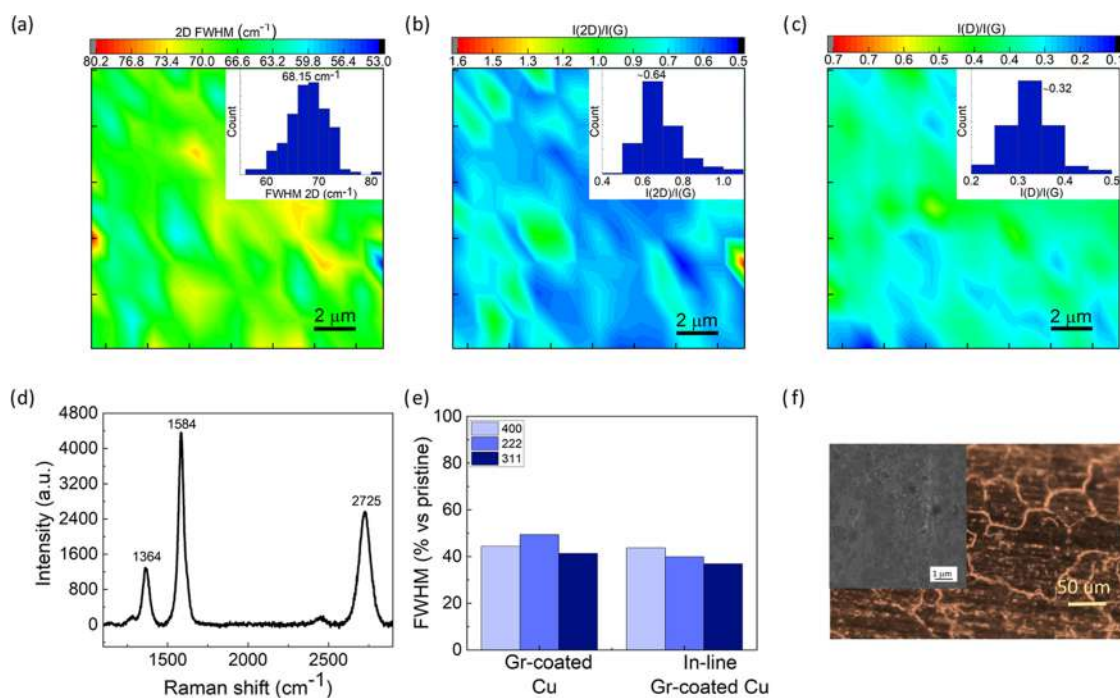 (a)
2D FWHM (cm⁻¹)
80.2 76.8 73.4 70.0 66.6 63.2 59.8 56.4 53.0
68.15 cm⁻¹
Count
60 70 80
FWHM 2D (cm⁻¹)
2 μm
(b)
I(2D)/I(G)
1.6 1.5 1.3 1.2 1.0 0.9 0.8 0.6 0.5
~0.64
Count
0.4 0.6 0.8 1.0
I(2D)/I(G)
2 μm
(c)
I(D)/I(G)
0.7 0.7 0.6 0.5 0.4 0.4 0.3 0.2 0.1
~0.32
Count
0.2 0.3 0.4 0.5
I(D)/I(G)
2 μm
(d)
4800
4000
3200
2400
1600
800
0
Intensity (a.u.)
1364
1584
2725
1500 2000 2500
Raman shift (cm⁻¹)
(e)
100
80
60
40
20
0
FWHM (% vs pristine)
400
222
311
Gr-coated
Cu
In-line
Gr-coated Cu
(f)
1 μm
50 um